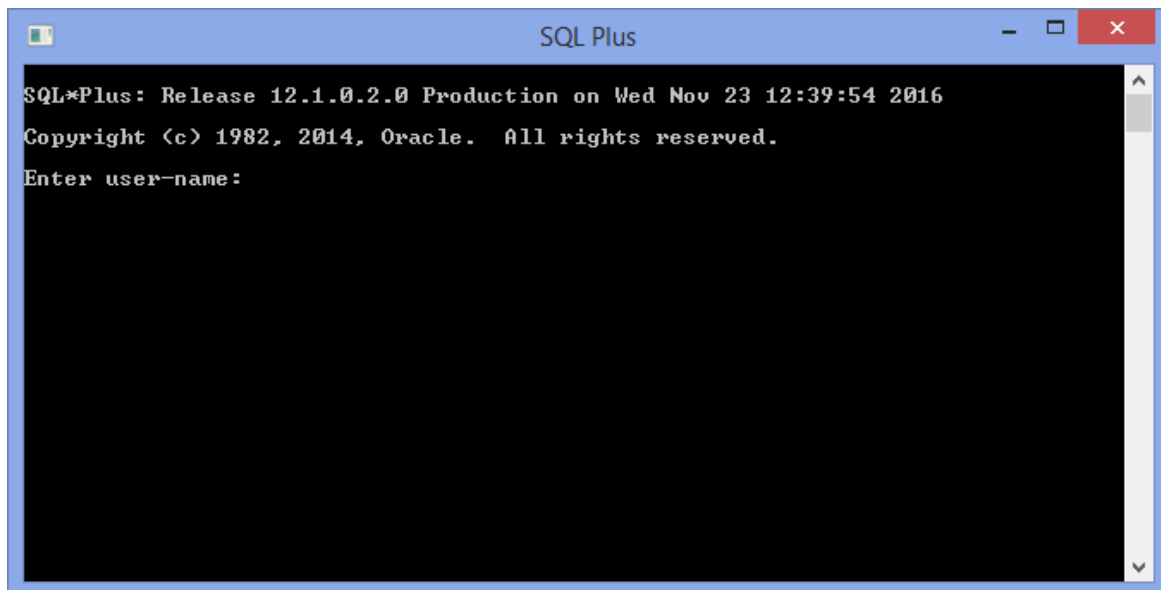 SQL Plus
SQL*Plus: Release 12.1.0.2.0 Production on Wed Nov 23 12:39:54 2016
Copyright (c) 1982, 2014, Oracle.  All rights reserved.
Enter user-name: